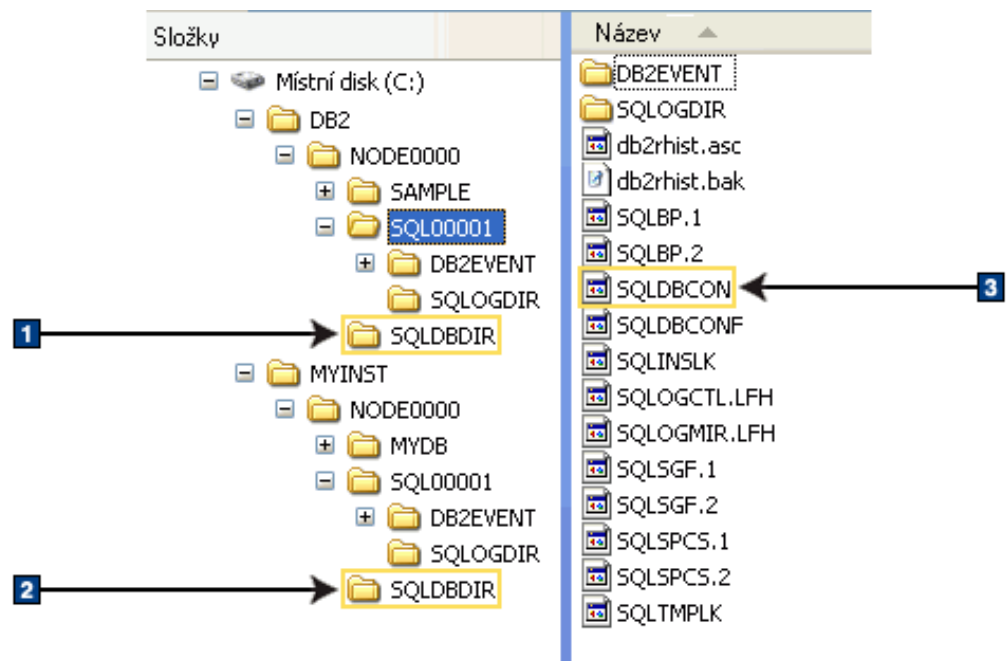 Složky
Místní disk (C:)
DB2
NODE0000
SAMPLE
SQL00001
DB2EVENT
SQLOGDIR
1
SQLDBDIR
MYINST
NODE0000
MYDB
SQL00001
DB2EVENT
SQLOGDIR
2
SQLDBDIR
Název
DB2EVENT
SQLOGDIR
db2rhist.asc
db2rhist.bak
SQLBP.1
SQLBP.2
SQLDBCON
3
SQLDBCONF
SQLINSLK
SQLOGCTL.LFH
SQLOGMIR.LFH
SQLSGF.1
SQLSGF.2
SQLSPCS.1
SQLSPCS.2
SQLTMPLK